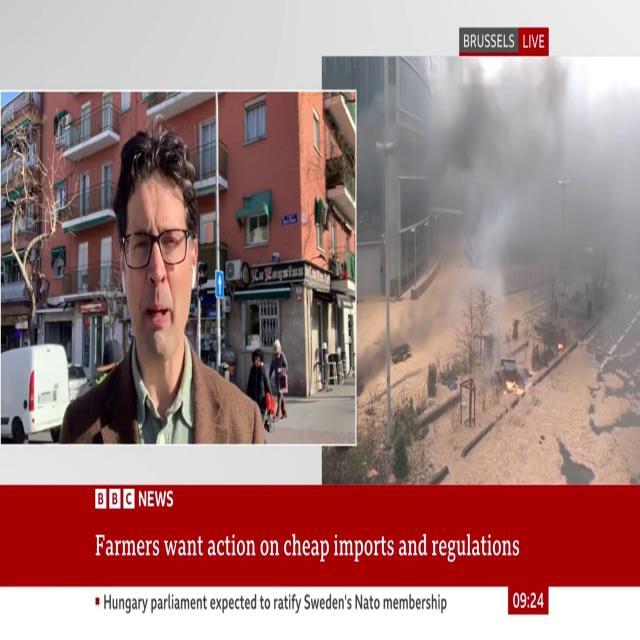 BRUSSELS LIVE
BBC NEWS
Farmers want action on cheap imports and regulations
Hungary parliament expected to ratify Sweden's Nato membership
09:24